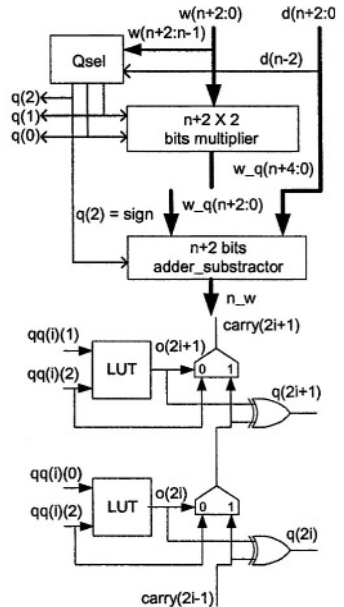 w(n+2:0) d(n+2:0
w(n+2:n-1)
Qsel
d(n-2)
q(2)
q(1)
q(0)
n+2 X 2
bits multiplier
w_q(n+4:0)
w_q(n+2:0)
q(2) = sign
n+2 bits
adder_substractor
n_w
carry(2i+1)
qq(i)(1)
LUT
o(2i+1)
0 1
qq(i)(2)
q(2i+1)
qq(i)(0)
LUT
o(2i)
0 1
qq(i)(2)
q(2i)
carry(2i-1)